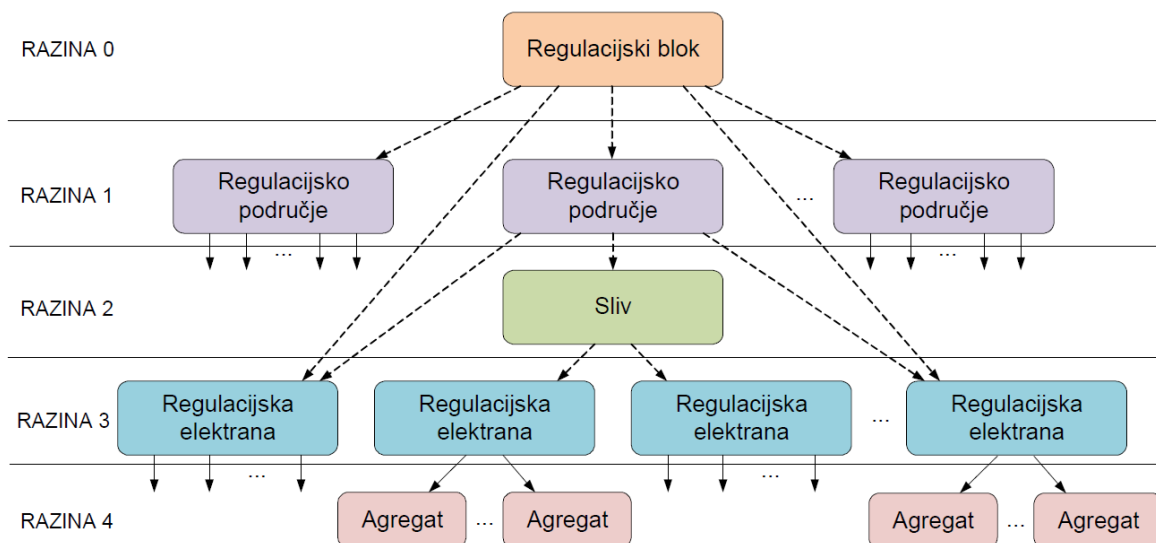 RAZINA 0
Regulacijski blok
RAZINA 1
Regulacijsko
područje
Regulacijsko
područje
...
Regulacijsko
područje
...
...
RAZINA 2
Sliv
RAZINA 3
Regulacijska
elektrana
Regulacijska
elektrana
Regulacijska
elektrana
...
Regulacijska
elektrana
...
...
RAZINA 4
Agregat
...
Agregat
Agregat
...
Agregat